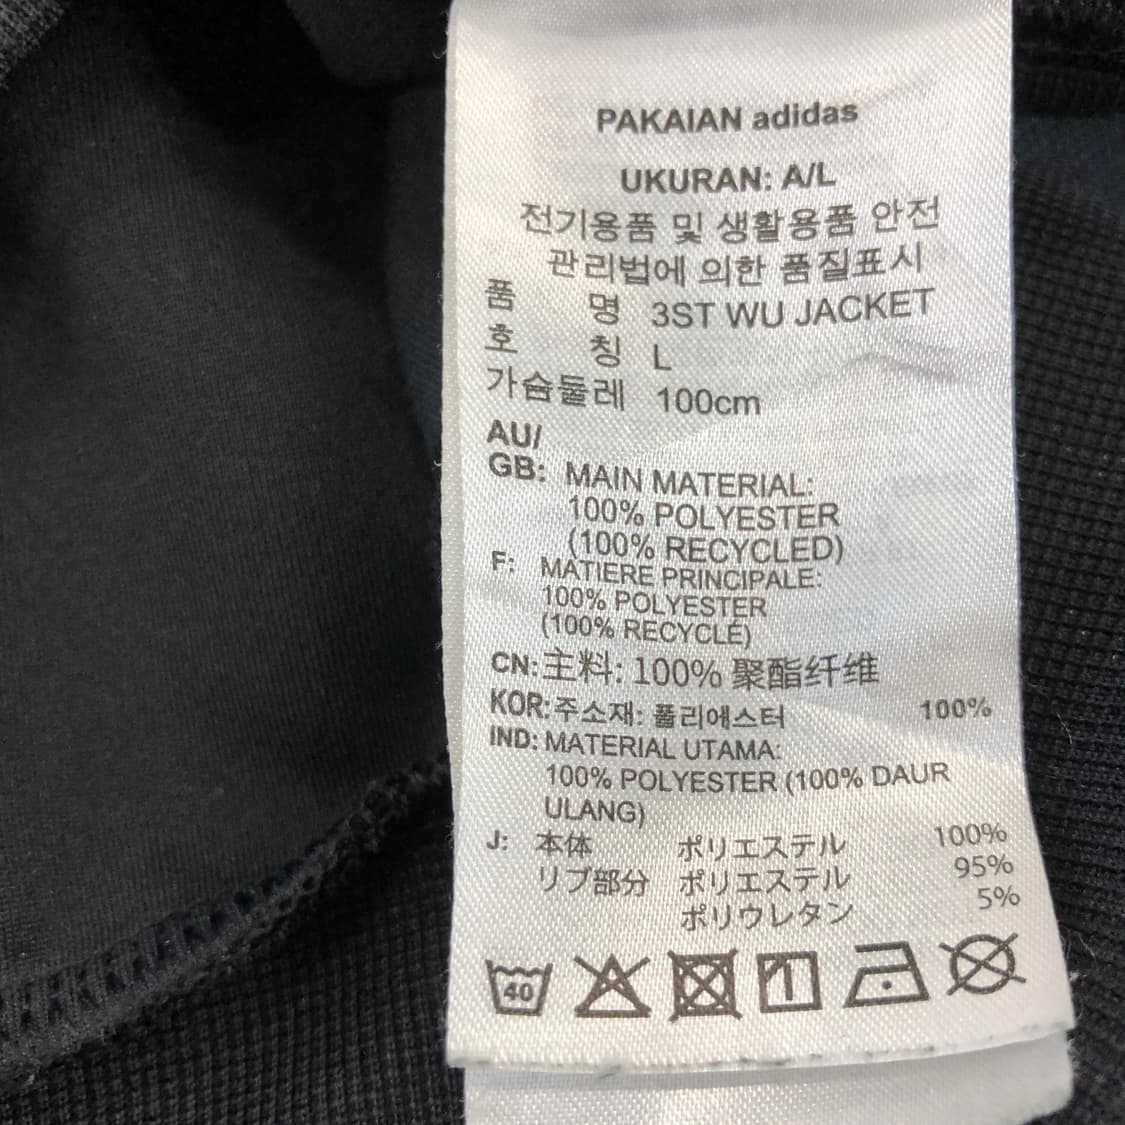 PAKAIAN adidas
UKURAN: A/L
전기용품 및 생활용품 안전
관리법에 의한 품질표시
품 명 3ST WU JACKET
호 칭 L
가슴둘레 100cm
AU/
GB: MAIN MATERIAL:
100% POLYESTER
(100% RECYCLED)
F: MATIERE PRINCIPALE:
100% POLYESTER
(100% RECYCLÉ)
CN: 主料: 100% 聚酯纤维
KOR: 주소재: 폴리에스터 100%
IND: MATERIAL UTAMA:
100% POLYESTER (100% DAUR
ULANG)
J: 本体 ポリエステル 100%
リブ部分 ポリエステル 95%
ポリウレタン 5%
40